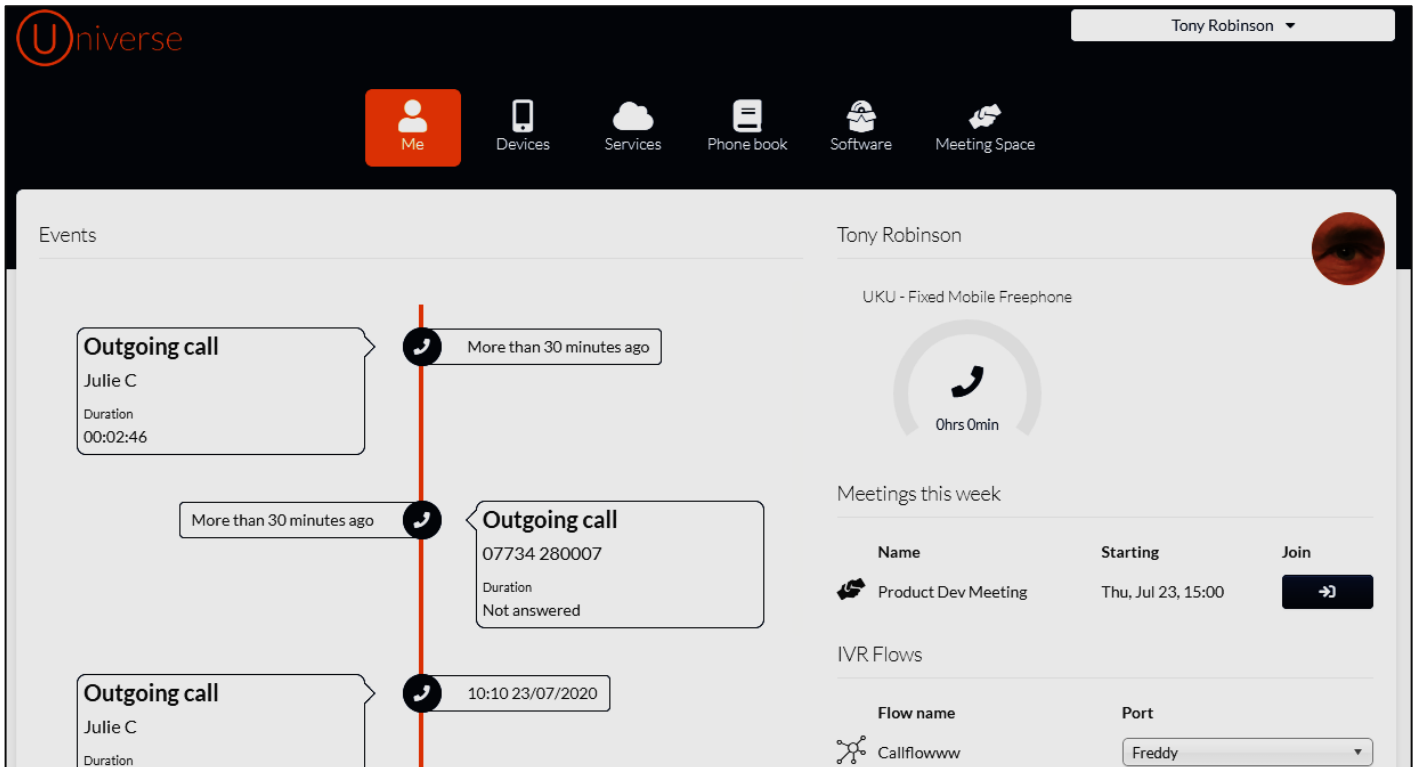 Universe
Tony Robinson
Me
Devices
Services
Phone book
Software
Meeting Space
Events
Outgoing call
Julie C
Duration
00:02:46
More than 30 minutes ago
More than 30 minutes ago
Outgoing call
07734 280007
Duration
Not answered
Outgoing call
Julie C
Duration
10:10 23/07/2020
Tony Robinson
UKU - Fixed Mobile Freephone
0hrs 0min
Meetings this week
Name Starting Join
Product Dev Meeting Thu, Jul 23, 15:00
IVR Flows
Flow name Port
Callflowww Freddy